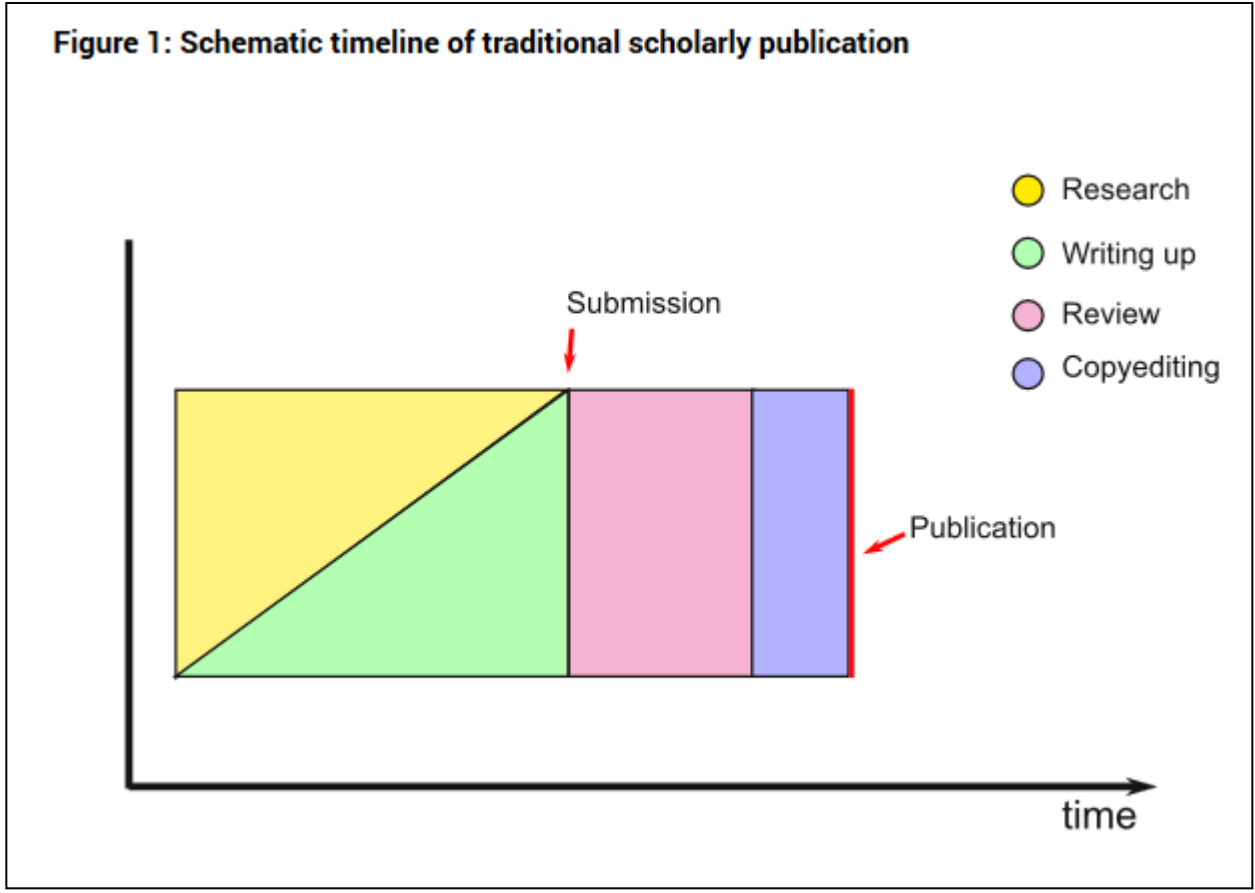 Figure 1: Schematic timeline of traditional scholarly publication
Research
Writing up
Review
Copyediting
Submission
Publication
time